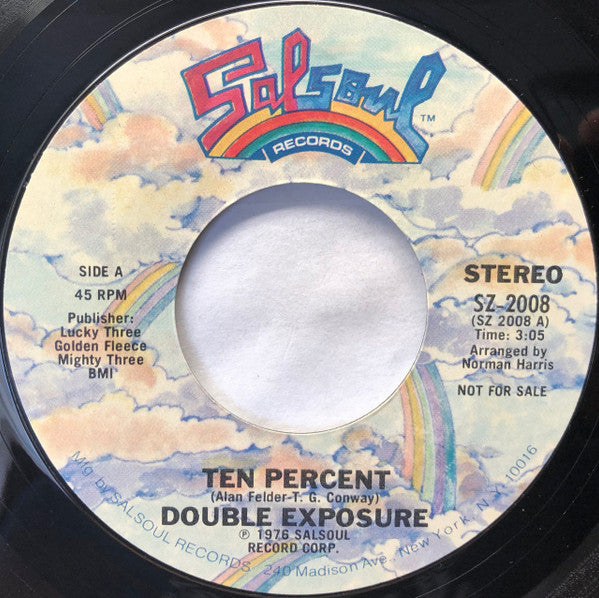 Salsoul TM
RECORDS
SIDE A
45 RPM
Publisher:
Lucky Three
Golden Fleece
Mighty Three
BMI
STEREO
SZ-2008
(SZ 2008 A)
Time: 3:05
Arranged by
Norman Harris
NOT FOR SALE
TEN PERCENT
(Alan Felder-T. G. Conway)
DOUBLE EXPOSURE
℗ 1976 SALSOUL
RECORD CORP.
Mfg by SALSOUL RECORDS 240 Madison Ave. New York, N.Y. 10016